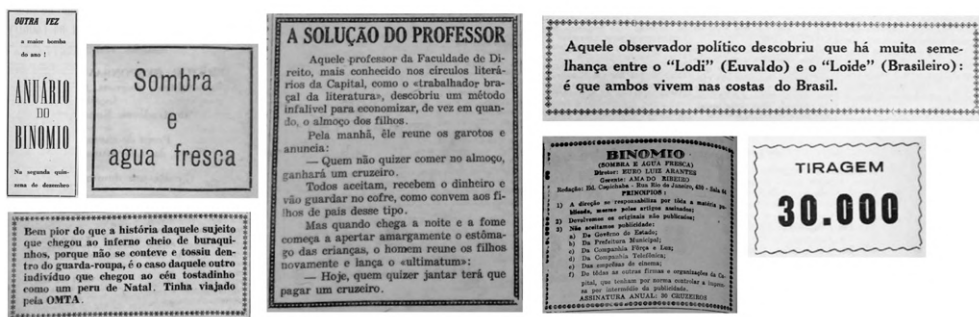 OUTRA VEZ
a maior bomba
do ano !
ANUÁRIO
DO
BINOMIO
Na segunda quin-
zena de dezembro
Sombra
e
agua fresca
Bem pior do que a história daquele sujeito
que chegou ao inferno cheio de buraqui-
nhos, porque não se conteve e tossiu den-
tro do guarda-roupa, é o caso daquele outro
indivíduo que chegou ao céu tostadinho
como um peru de Natal. Tinha viajado
pela OMTA.
A SOLUÇÃO DO PROFESSOR
Aquele professor da Faculdade de Di-
reito, mais conhecido nos círculos literá-
rios da Capital, como o «trabalhador bra-
çal da literatura», descobriu um método
infalivel para economizar, de vez em quan-
do, o almoço dos filhos.
Pela manhã, êle reune os garotos e
anuncia:
— Quem não quizer comer no almoço,
ganhará um cruzeiro.
Todos aceitam, recebem o dinheiro e
vão guardar no cofre, como convem aos fi-
lhos de pais desse tipo.
Mas quando chega a noite e a fome
começa a apertar amargamente o estôma-
go das crianças, o homem reune os filhos
novamente e lança o «ultimatum»:
— Hoje, quem quizer jantar terá que
pagar um cruzeiro.
Aquele observador político descobriu que há muita seme-
lhança entre o "Lodi" (Euvaldo) e o "Loide" (Brasileiro):
é que ambos vivem nas costas do Brasil.
BINOMIO
(SOMBRA E AGUA FRESCA)
Diretor: EURO LUIZ ARANTES
Gerente: AMADO RIBEIRO
Redação: Ed. Capichaba - Rua Rio de Janeiro, 430 - Sala
PRINCIPIOS :
1) A direção se responsabiliza por tôda a matéria pu-
blicada, mesmo pelos artigos assinados;
2) Devolvemos os originais não publicados;
3) Não aceitamos publicidade:
a) Do Govêrno do Estado;
b) Da Prefeitura Municipal;
c) Da Companhia Fôrça e Luz;
d) Da Companhia Telefônica;
e) Das emprêsas de cinema;
f) De tôdas as outras firmas e organizações da Ca-
pital, que tenham por norma controlar a impren-
sa por intermédio da publicidade.
ASSINATURA ANUAL: 30 CRUZEIROS
TIRAGEM
30.000